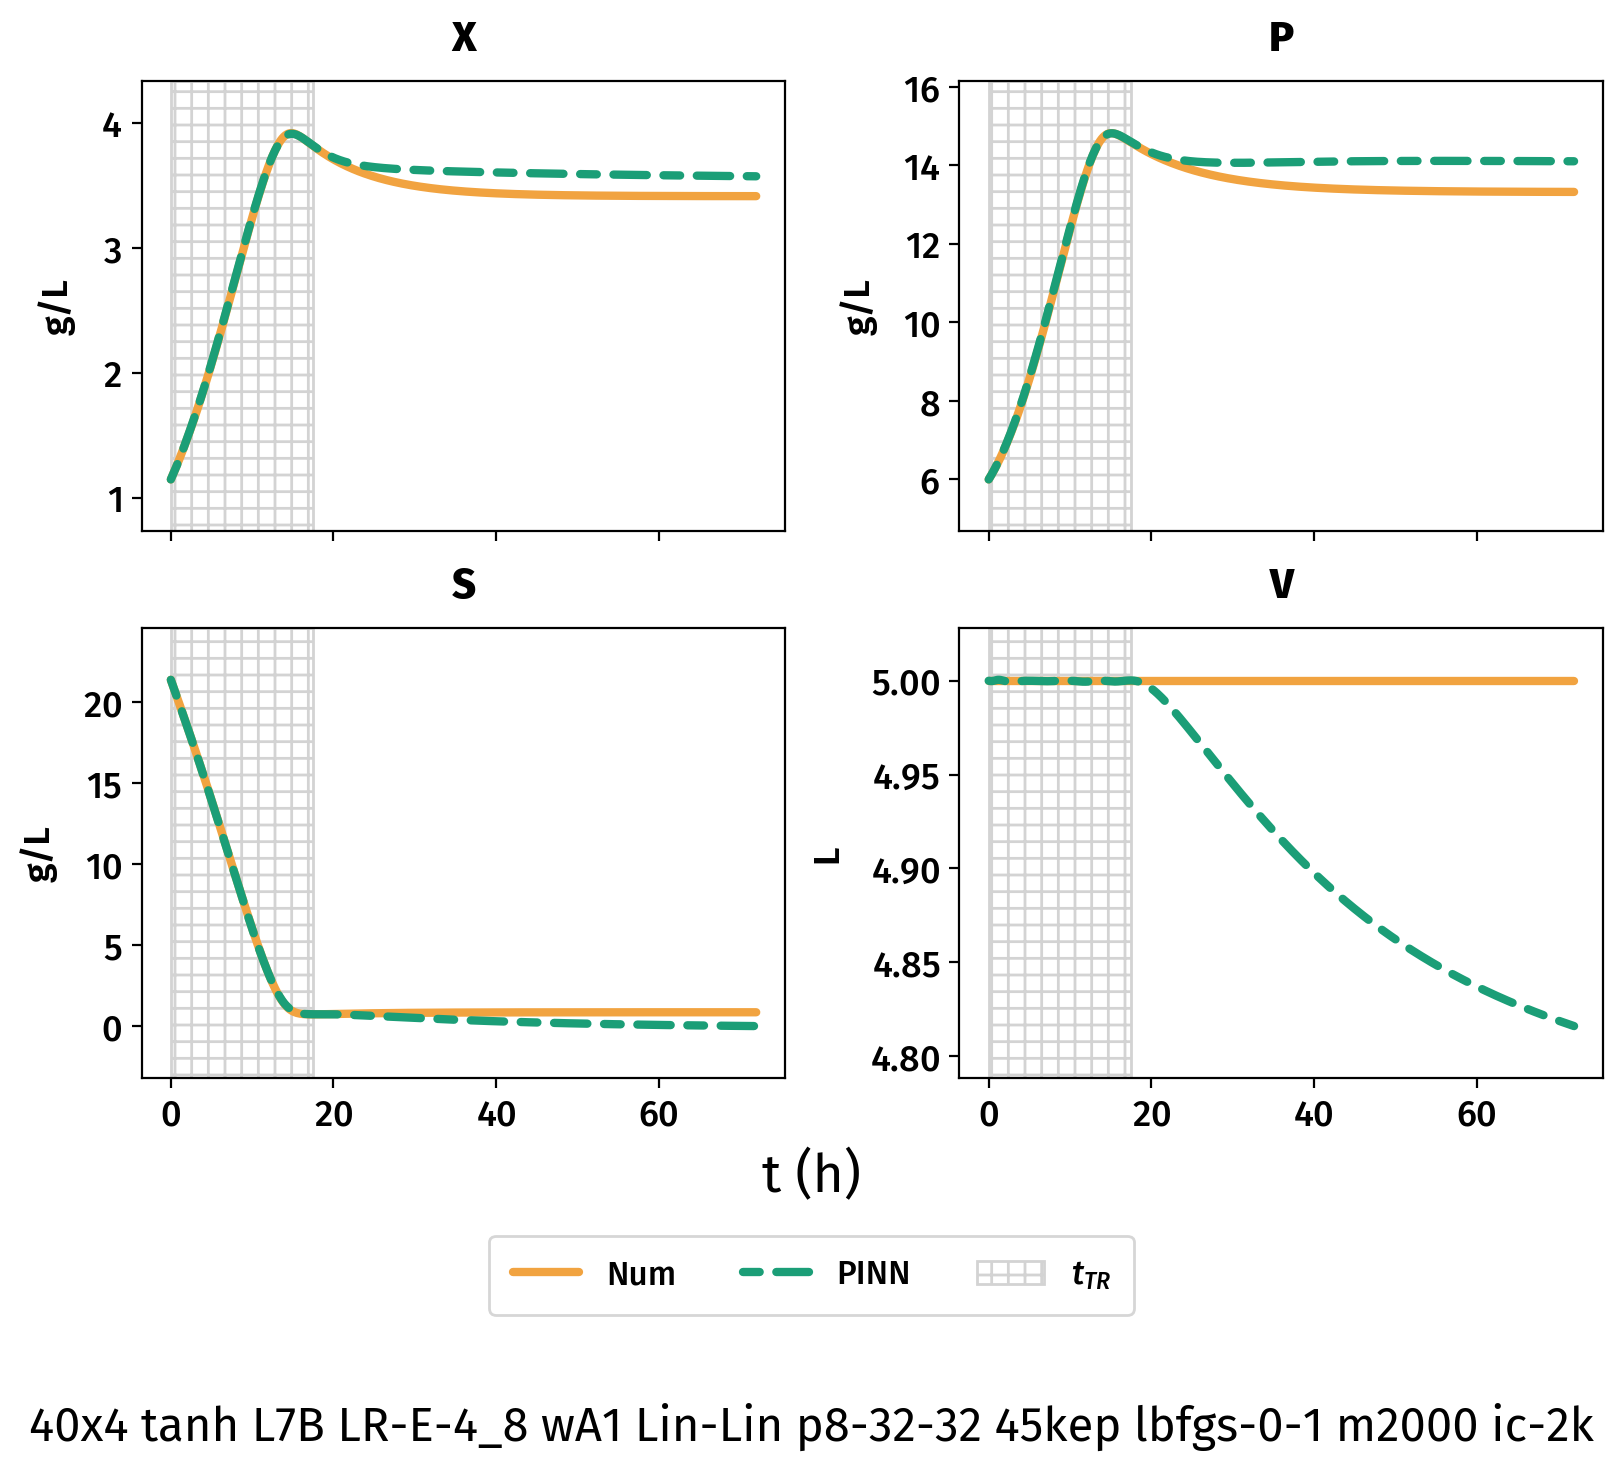 X
P
4
3
2
1
g/L
16
14
12
10
8
6
g/L
S
V
20
15
10
5
0
g/L
0 20 40 60
5.00
4.95
4.90
4.85
4.80
L
0 20 40 60
t (h)
Num PINN t_TR
40x4 tanh L7B LR-E-4_8 wA1 Lin-Lin p8-32-32 45kep lbfgs-0-1 m2000 ic-2k